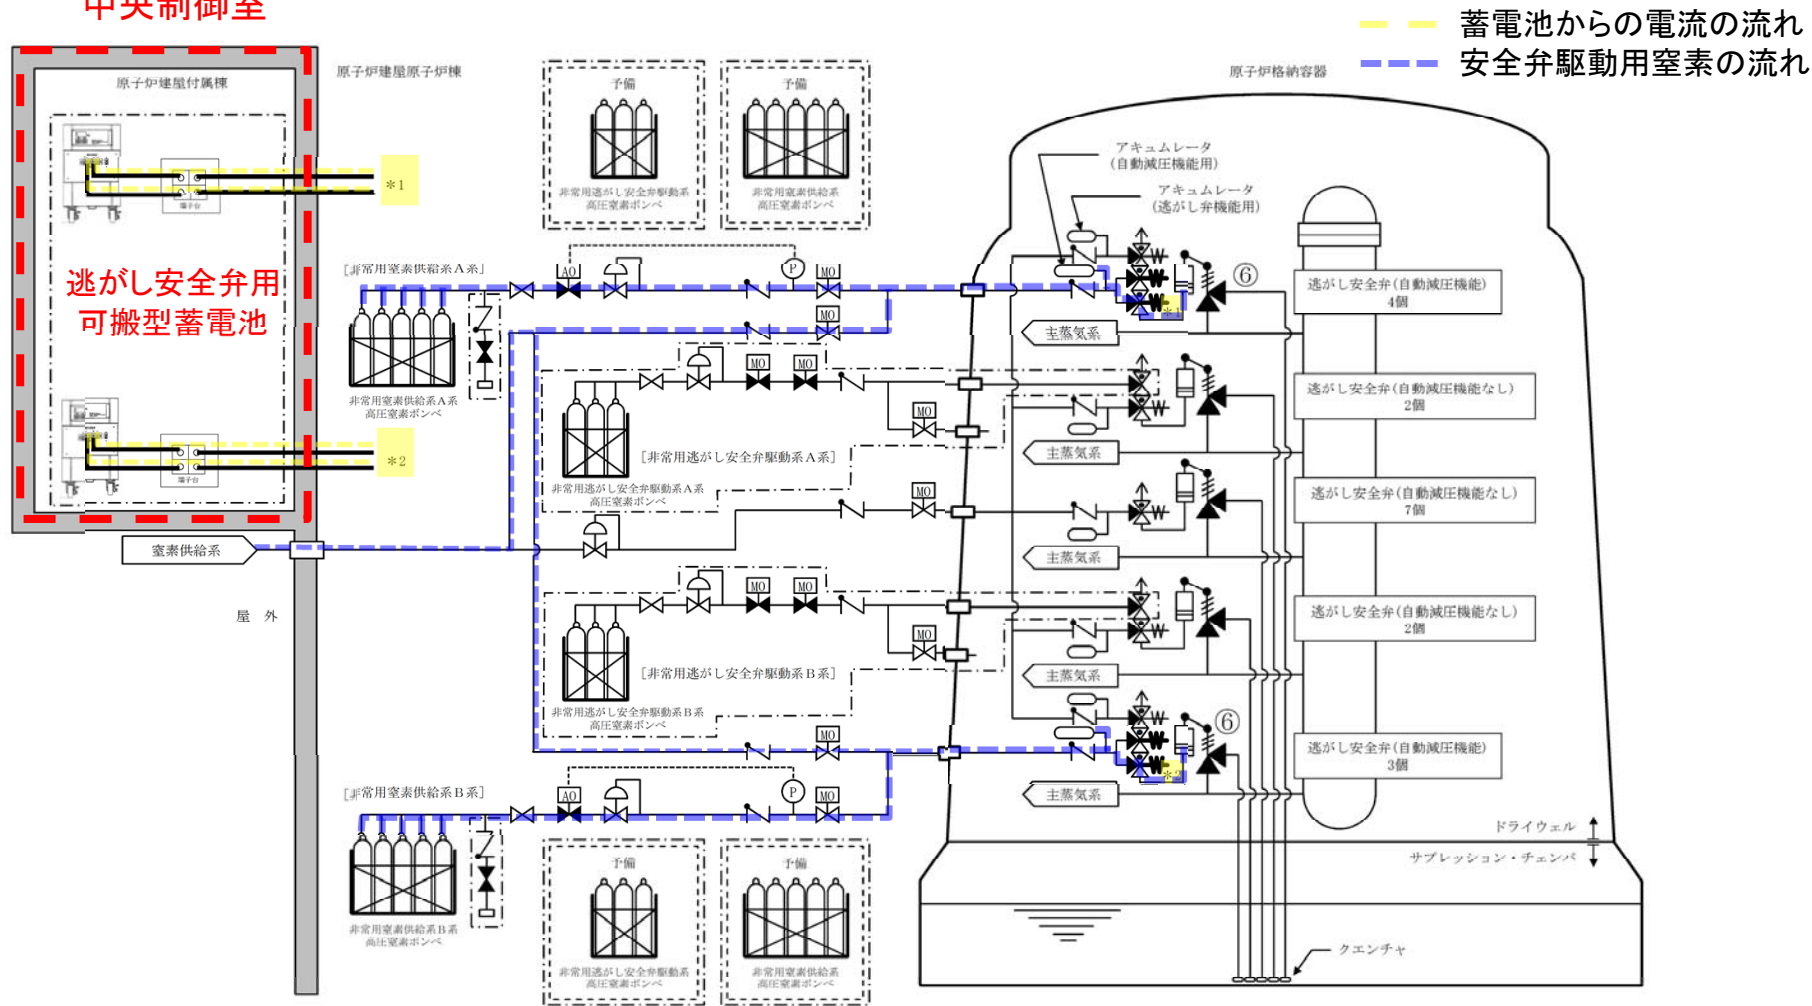 中央制御室
蓄電池からの電流の流れ
安全弁駆動用窒素の流れ
原子炉建屋付属棟
原子炉建屋原子炉棟
端子台
*1
逃がし安全弁用
可搬型蓄電池
端子台
*2
窒素供給系
屋 外
予備
非常用逃がし安全弁駆動系
高圧窒素ボンベ
予備
非常用窒素供給系
高圧窒素ボンベ
[非常用窒素供給系A系]
AO
P
MO
MO
非常用窒素供給系A系
高圧窒素ボンベ
MO
MO
MO
[非常用逃がし安全弁駆動系A系]
非常用逃がし安全弁駆動系A系
高圧窒素ボンベ
MO
MO
MO
MO
[非常用逃がし安全弁駆動系B系]
非常用逃がし安全弁駆動系B系
高圧窒素ボンベ
MO
[非常用窒素供給系B系]
AO
P
MO
非常用窒素供給系B系
高圧窒素ボンベ
予備
非常用逃がし安全弁駆動系
高圧窒素ボンベ
予備
非常用窒素供給系
高圧窒素ボンベ
原子炉格納容器
アキュムレータ
(自動減圧機能用)
アキュムレータ
(逃がし弁機能用)
⑥
*1
逃がし安全弁(自動減圧機能)
4個
主蒸気系
逃がし安全弁(自動減圧機能なし)
2個
主蒸気系
逃がし安全弁(自動減圧機能なし)
7個
主蒸気系
逃がし安全弁(自動減圧機能なし)
2個
主蒸気系
⑥
*2
逃がし安全弁(自動減圧機能)
3個
主蒸気系
ドライウェル
サプレッション・チェンバ
クエンチャ